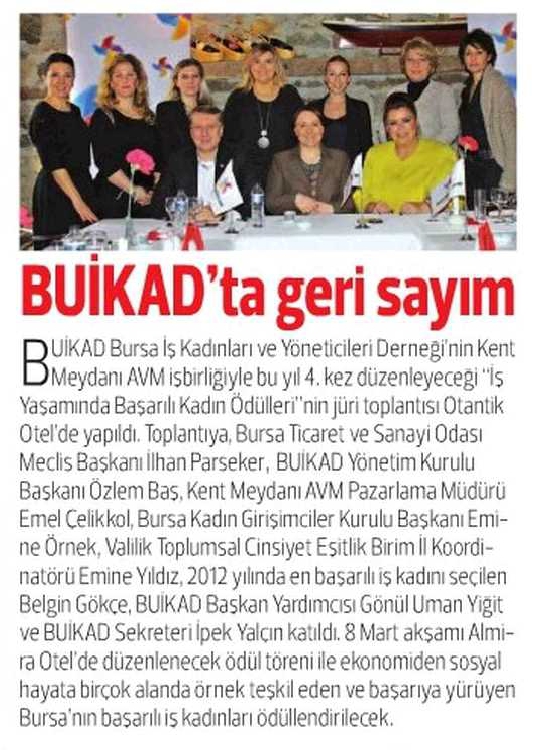 BUİKAD'ta geri sayım
BUİKAD Bursa İş Kadınları ve Yöneticileri Derneği'nin Kent
Meydanı AVM işbirliğiyle bu yıl 4. kez düzenleyeceği "İş
Yaşamında Başarılı Kadın Ödülleri"nin jüri toplantısı Otantik
Otel'de yapıldı. Toplantıya, Bursa Ticaret ve Sanayi Odası
Meclis Başkanı İlhan Parseker, BUİKAD Yönetim Kurulu
Başkanı Özlem Baş, Kent Meydanı AVM Pazarlama Müdürü
Emel Çelikkol, Bursa Kadın Girişimciler Kurulu Başkanı Emi-
ne Örnek, Valilik Toplumsal Cinsiyet Eşitlik Birim İl Koordi-
natörü Emine Yıldız, 2012 yılında en başarılı iş kadını seçilen
Belgin Gökçe, BUİKAD Başkan Yardımcısı Gönül Uman Yiğit
ve BUİKAD Sekreteri İpek Yalçın katıldı. 8 Mart akşamı Almi-
ra Otel'de düzenlenecek ödül töreni ile ekonomiden sosyal
hayata birçok alanda örnek teşkil eden ve başarıya yürüyen
Bursa'nın başarılı iş kadınları ödüllendirilecek.